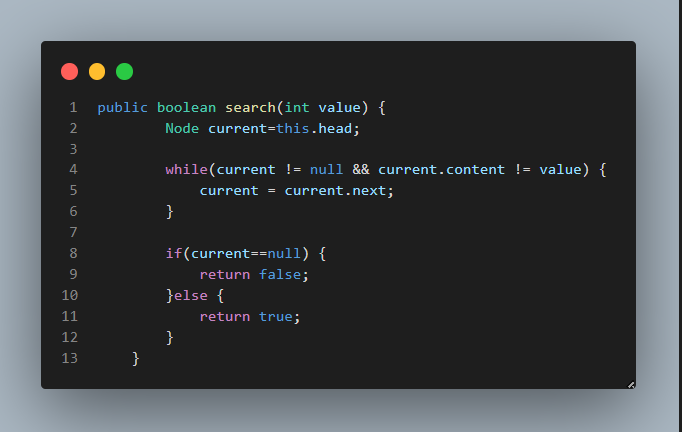 1 public boolean search(int value) {
2 Node current=this.head;
3
4 while(current != null && current.content != value) {
5 current = current.next;
6 }
7
8 if(current==null) {
9 return false;
10 }else {
11 return true;
12 }
13 }